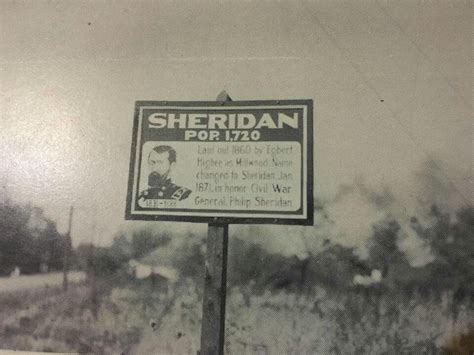 SHERIDAN
POP. 1,720
Laid out 1860 by Egbert
Higbee as Millwood. Name
changed to Sheridan Jan.
1871, in honor Civil War
General, Philip Sheridan.